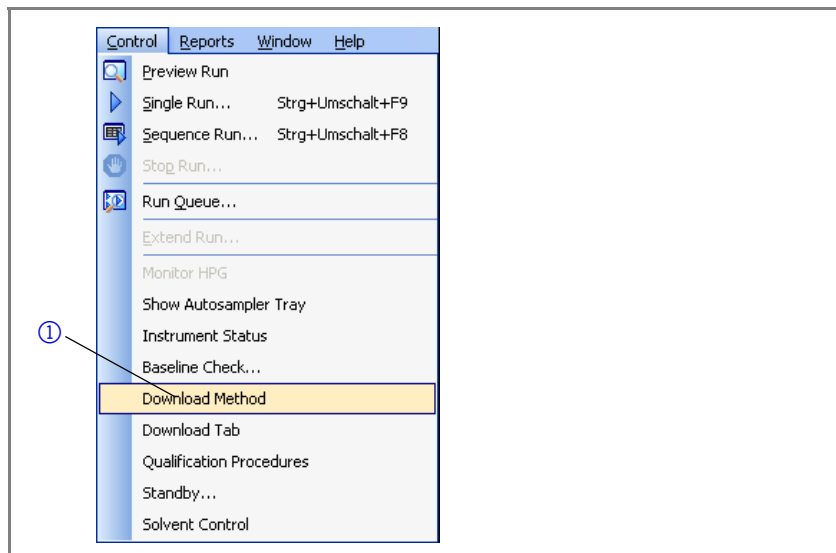 Control Reports Window Help
Preview Run
Single Run... Strg+Umschalt+F9
Sequence Run... Strg+Umschalt+F8
Stop Run...
Run Queue...
Extend Run...
Monitor HPG
Show Autosampler Tray
Instrument Status
Baseline Check...
①
Download Method
Download Tab
Qualification Procedures
Standby...
Solvent Control